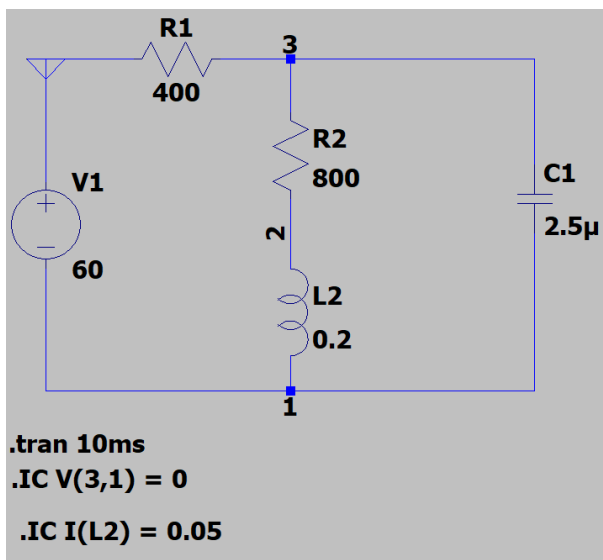 R1
400
3
R2
800
C1
2.5µ
V1
60
2
L2
0.2
1
.tran 10ms
.IC V(3,1) = 0
.IC I(L2) = 0.05